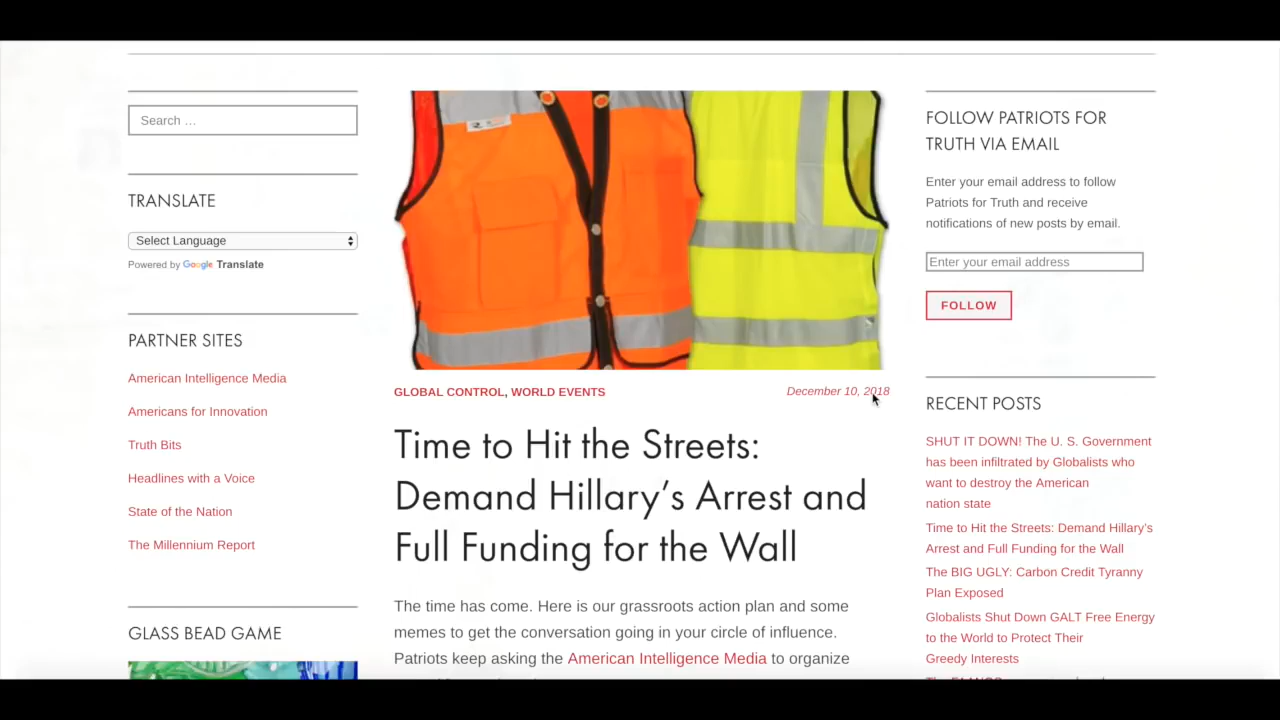 Search ...
TRANSLATE
Select Language
Powered by Google Translate
PARTNER SITES
American Intelligence Media
Americans for Innovation
Truth Bits
Headlines with a Voice
State of the Nation
The Millennium Report
GLASS BEAD GAME
GLOBAL CONTROL, WORLD EVENTS
December 10, 2018
Time to Hit the Streets:
Demand Hillary's Arrest and
Full Funding for the Wall
The time has come. Here is our grassroots action plan and some
memes to get the conversation going in your circle of influence.
Patriots keep asking the American Intelligence Media to organize
FOLLOW PATRIOTS FOR
TRUTH VIA EMAIL
Enter your email address to follow
Patriots for Truth and receive
notifications of new posts by email.
Enter your email address
FOLLOW
RECENT POSTS
SHUT IT DOWN! The U. S. Government
has been infiltrated by Globalists who
want to destroy the American
nation state
Time to Hit the Streets: Demand Hillary's
Arrest and Full Funding for the Wall
The BIG UGLY: Carbon Credit Tyranny
Plan Exposed
Globalists Shut Down GALT Free Energy
to the World to Protect Their
Greedy Interests